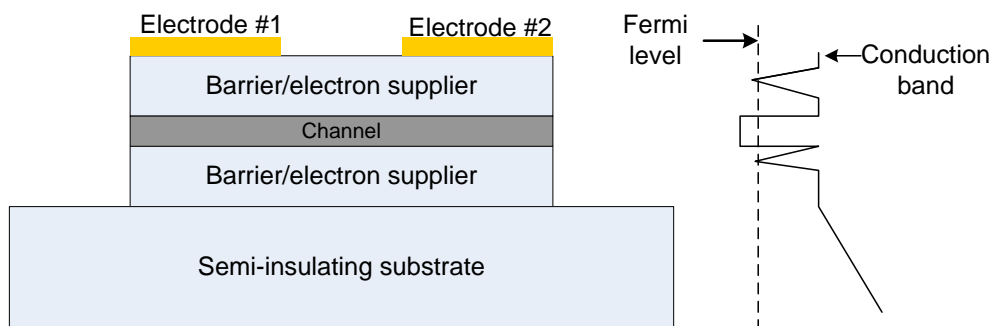 Electrode #1
Electrode #2
Barrier/electron supplier
Channel
Barrier/electron supplier
Semi-insulating substrate
Fermi
level
Conduction
band